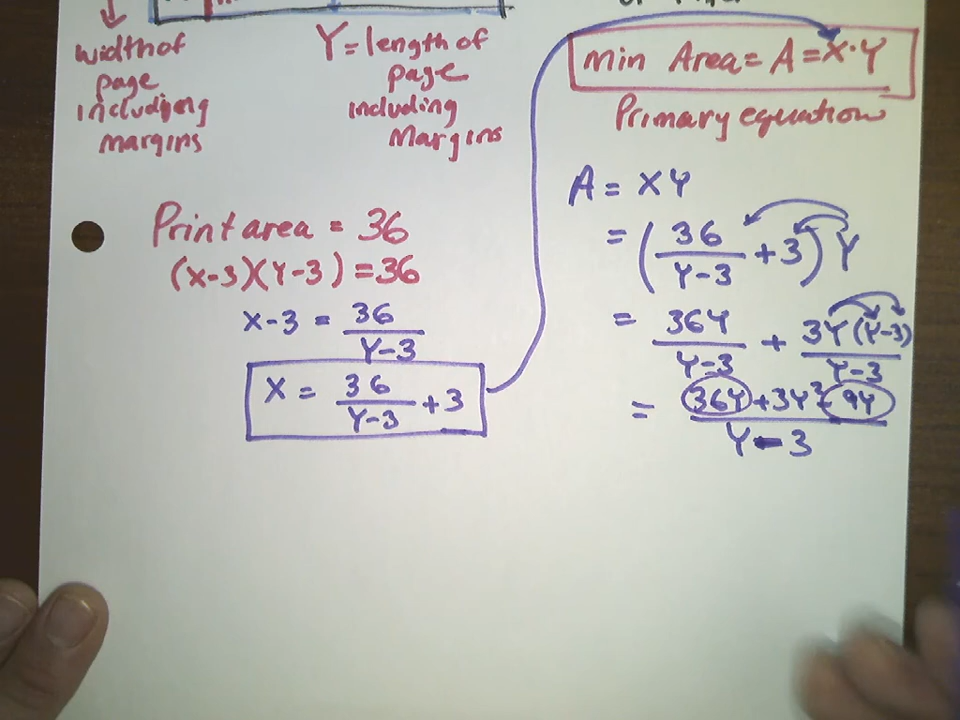 width of
page
including
margins
Y = length of
page
including
Margins
min Area = A = X·Y
Primary equation
Print area = 36
(x-3)(Y-3) = 36
x-3 = 36/(Y-3)
X = 36/(Y-3) + 3
A = XY
= (36/(Y-3) + 3) Y
= 36Y/(Y-3) + 3Y(Y-3)/(Y-3)
= (36Y + 3Y² - 9Y)/(Y-3)